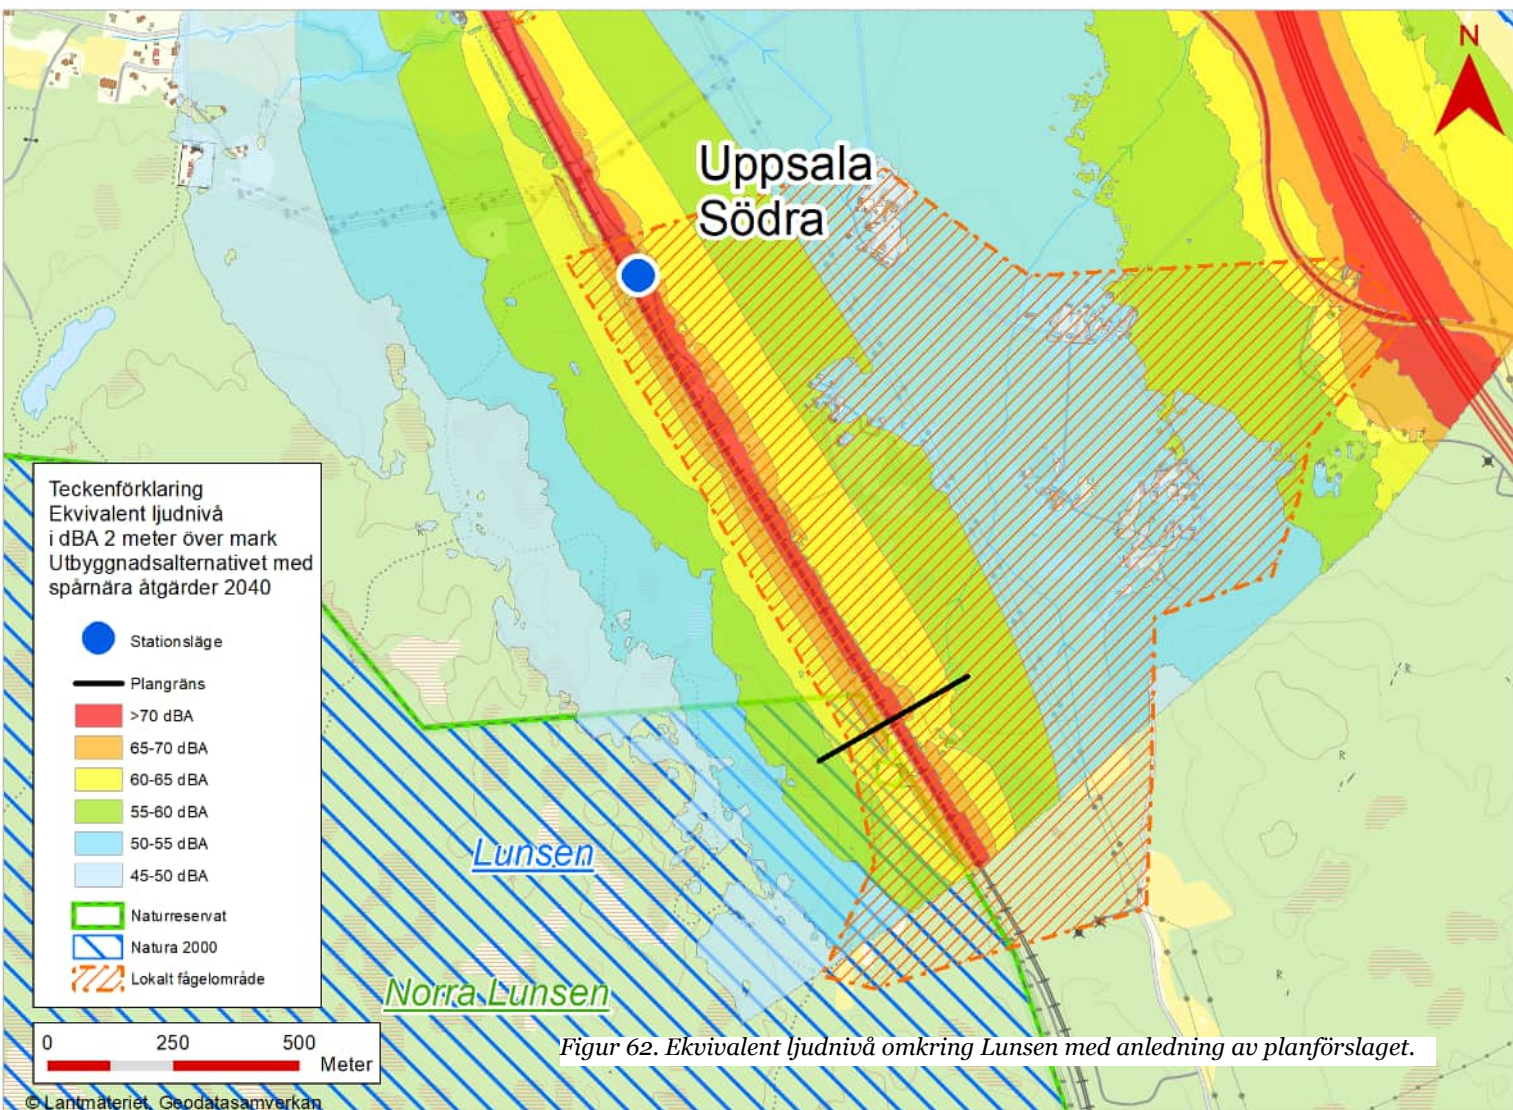 N
Uppsala
Södra
Teckenförklaring
Ekvivalent ljudnivå
i dBA 2 meter över mark
Utbyggnadsalternativet med
spårnära åtgärder 2040
Stationsläge
Plangräns
>70 dBA
65-70 dBA
60-65 dBA
55-60 dBA
50-55 dBA
45-50 dBA
Naturreservat
Natura 2000
Lokalt fågelområde
Lunsen
Norra Lunsen
0 250 500
Meter
Figur 62. Ekvivalent ljudnivå omkring Lunsen med anledning av planförslaget.
© Lantmäteriet, Geodatasamverkan